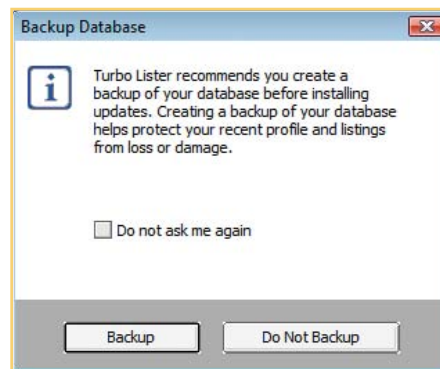 Backup Database
Turbo Lister recommends you create a
backup of your database before installing
updates. Creating a backup of your database
helps protect your recent profile and listings
from loss or damage.
Do not ask me again
Backup
Do Not Backup